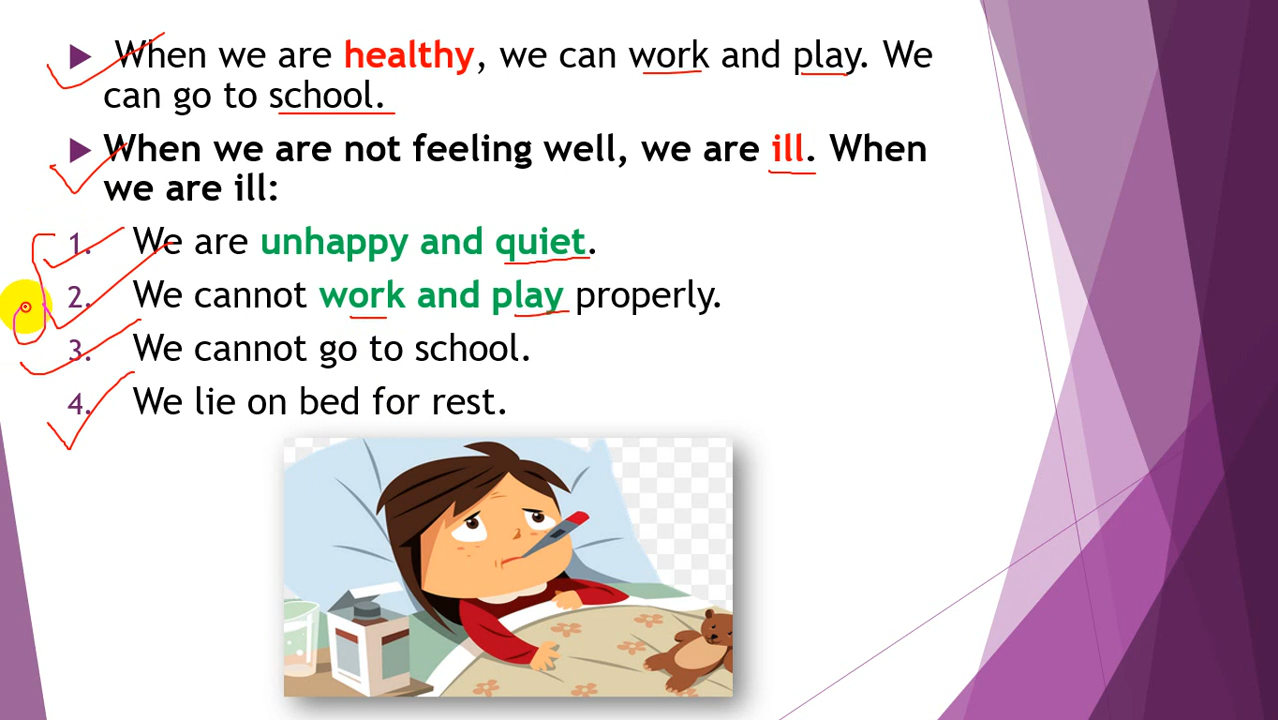 When we are healthy, we can work and play. We
can go to school.
When we are not feeling well, we are ill. When
we are ill:
1. We are unhappy and quiet.
2. We cannot work and play properly.
3. We cannot go to school.
4. We lie on bed for rest.